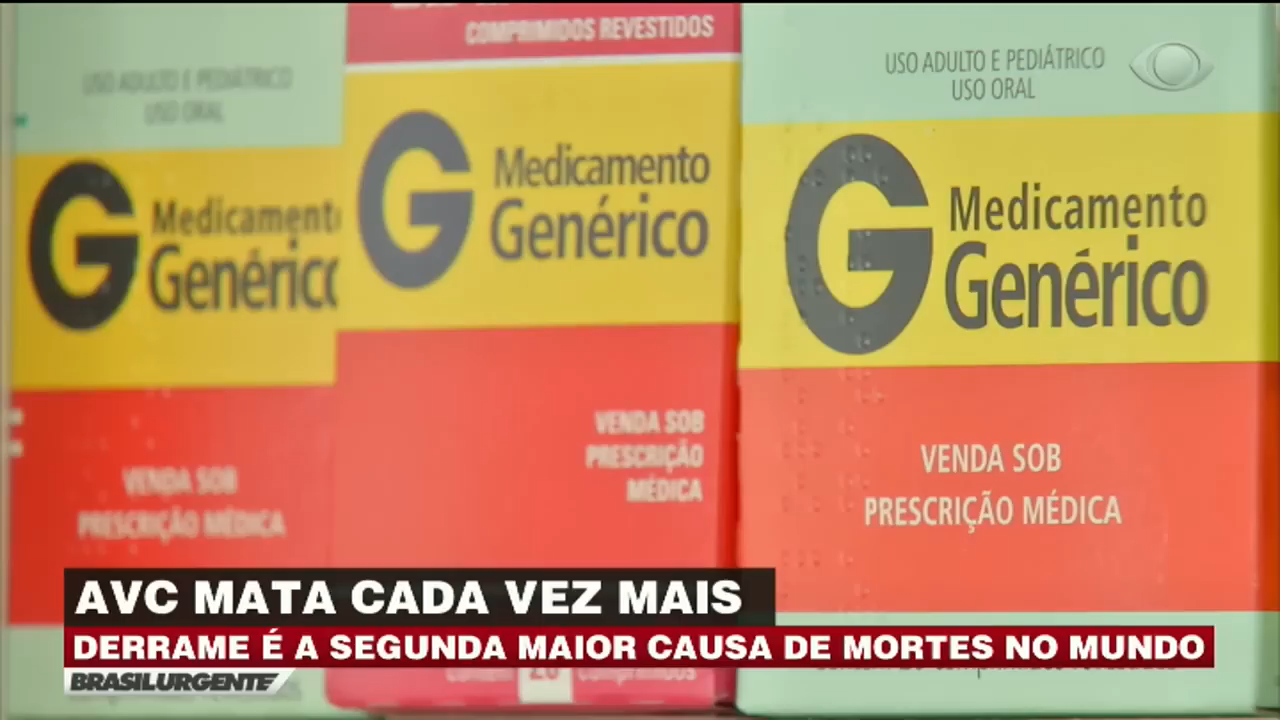 USO ADULTO E PEDIÁTRICO
USO ORAL
G Medicamento
Genérico
VENDA SOB
PRESCRIÇÃO MÉDICA
COMPRIMIDOS REVESTIDOS
G Medicamento
Genérico
VENDA SOB
PRESCRIÇÃO
MÉDICA
USO ADULTO E PEDIÁTRICO
USO ORAL
G Medicamento
Genérico
VENDA SOB
PRESCRIÇÃO MÉDICA
AVC MATA CADA VEZ MAIS
DERRAME É A SEGUNDA MAIOR CAUSA DE MORTES NO MUNDO
BRASILURGENTE